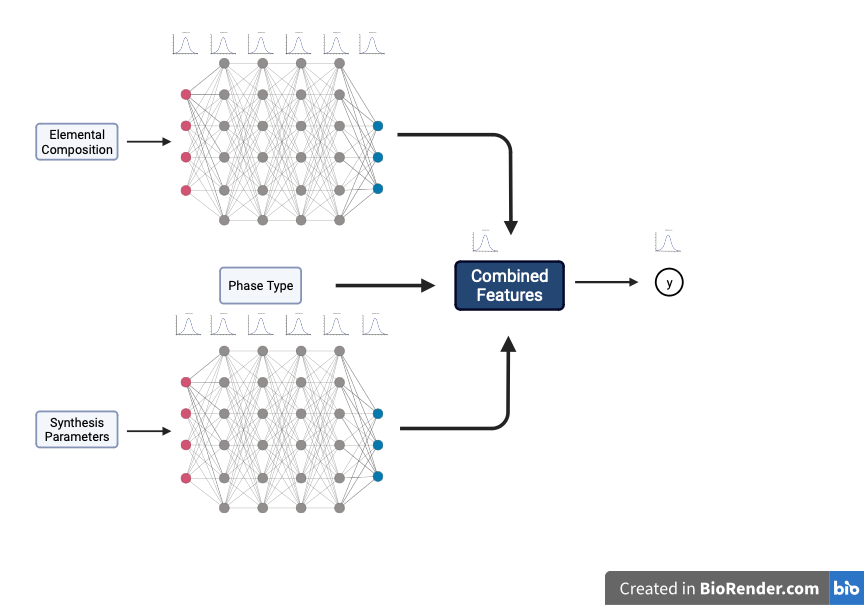 Elemental
Composition
Phase Type
Combined
Features
y
Synthesis
Parameters
Created in BioRender.com
bio